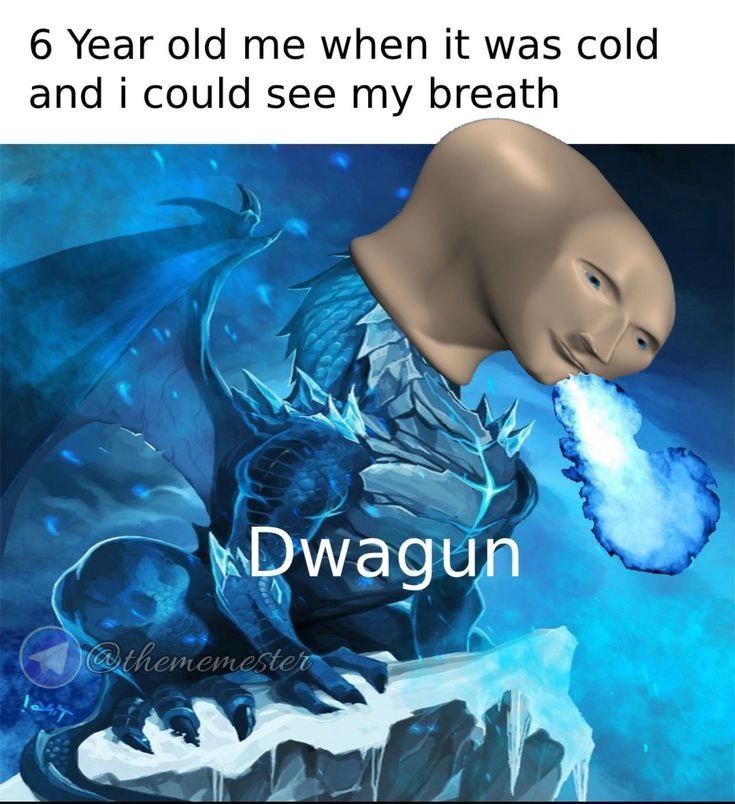 6 Year old me when it was cold
and i could see my breath
Dwagun
@thememester